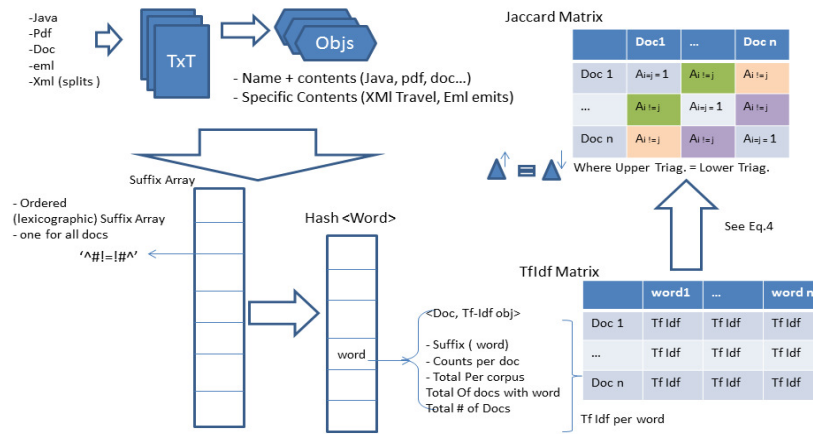 -Java
-Pdf
-Doc
-eml
-Xml (splits )
TxT
Objs
- Name + contents (Java, pdf, doc...)
- Specific Contents (XMl Travel, Eml emits)
Jaccard Matrix
Doc1 ... Doc n
Doc 1 Ai=j = 1 Ai != j Ai != j
... Ai != j Ai=j = 1 Ai != j
Doc n Ai != j Ai != j Ai=j = 1
Where Upper Triag. = Lower Triag.
See Eq.4
Suffix Array
- Ordered
(lexicographic) Suffix Array
- one for all docs
‘^#!=!#^’
Hash <Word>
word
<Doc, Tf-Idf obj>
- Suffix ( word)
- Counts per doc
- Total Per corpus
Total Of docs with word
Total # of Docs
TfIdf Matrix
word1 ... word n
Doc 1 Tf Idf Tf Idf Tf Idf
... Tf Idf Tf Idf Tf Idf
Doc n Tf Idf Tf Idf Tf Idf
Tf Idf per word